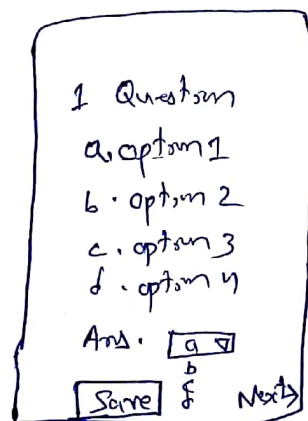 1 Question
a. option 1
b. option 2
c. option 3
d. option 4
Ans. a
b
c
d
Save Next>